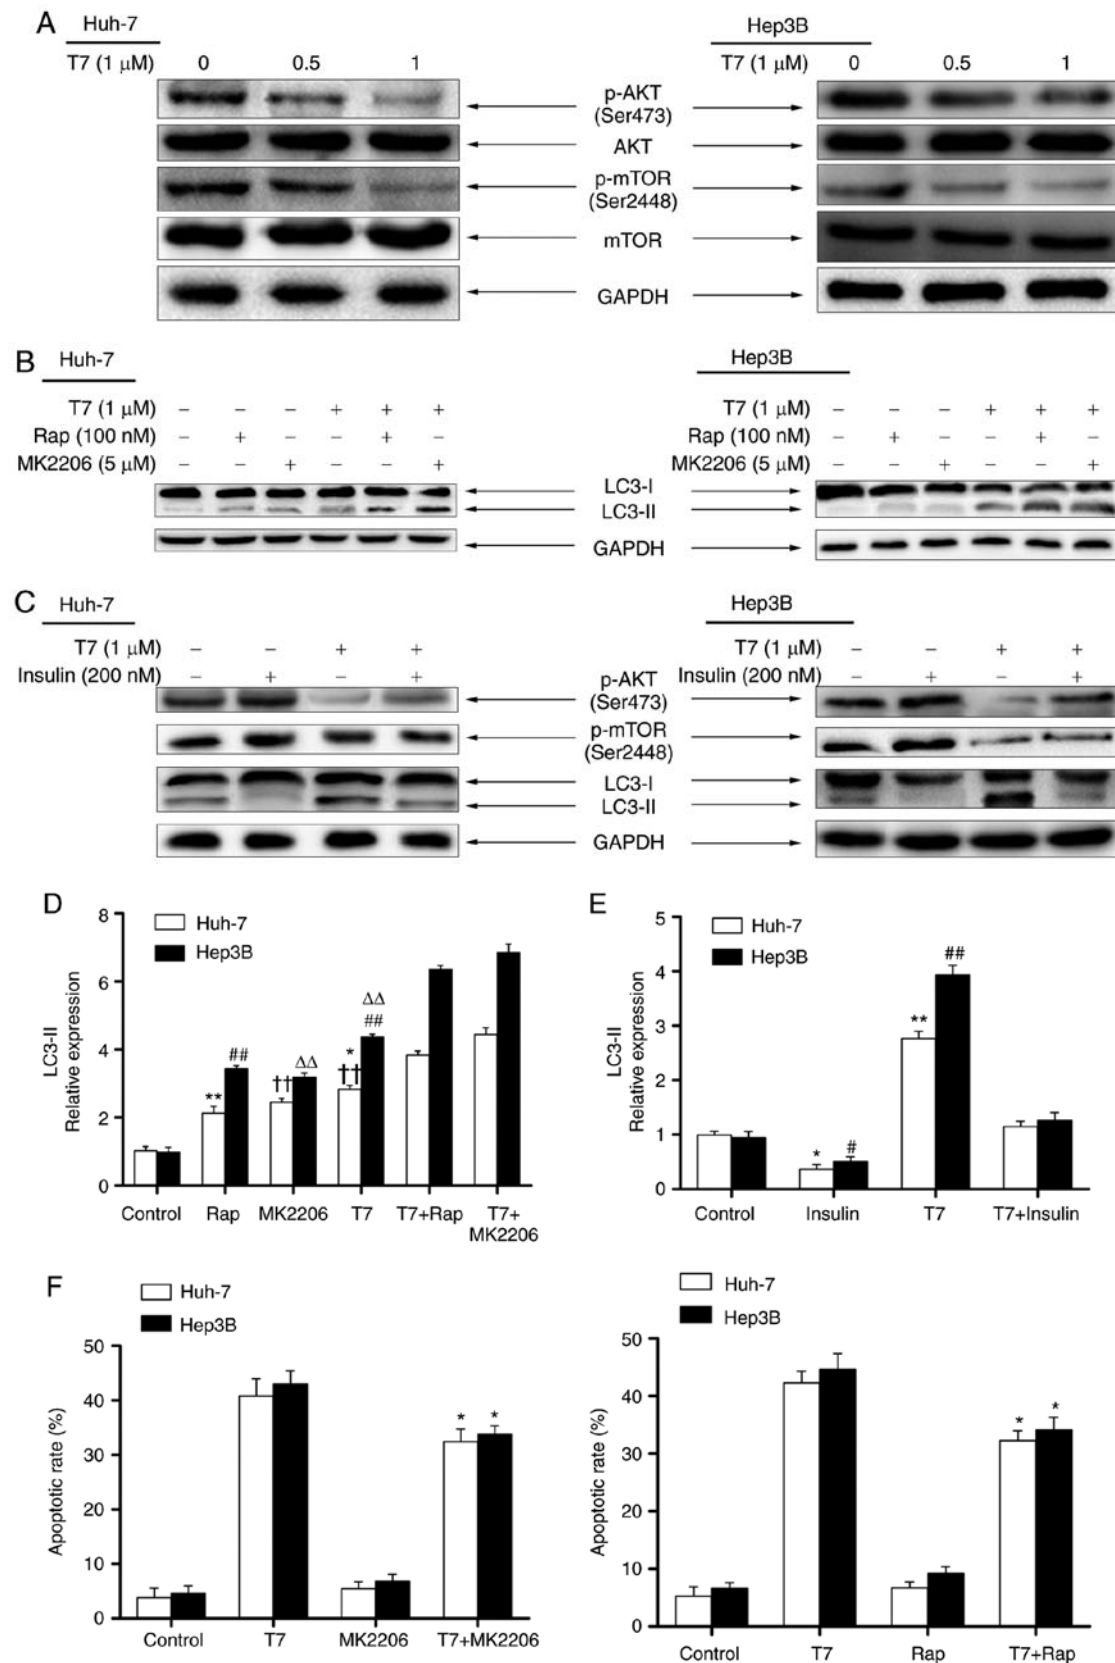 A Huh-7 Hep3B
T7 (1 μM) 0 0.5 1 T7 (1 μM) 0 0.5 1
p-AKT
(Ser473)
AKT
p-mTOR
(Ser2448)
mTOR
GAPDH
B Huh-7 Hep3B
T7 (1 μM) – – – + + + T7 (1 μM) – – – + + +
Rap (100 nM) – + – – + – Rap (100 nM) – + – – + –
MK2206 (5 μM) – – + – – + MK2206 (5 μM) – – + – – +
LC3-I
LC3-II
GAPDH
C Huh-7 Hep3B
T7 (1 μM) – – + + T7 (1 μM) – – + +
Insulin (200 nM) – + – + Insulin (200 nM) – + – +
p-AKT
(Ser473)
p-mTOR
(Ser2448)
LC3-I
LC3-II
GAPDH
D
Huh-7
Hep3B
LC3-II
Relative expression
8
6
4
2
0
** ## †† ΔΔ * †† ΔΔ ##
Control Rap MK2206 T7 T7+Rap T7+
MK2206
E
Huh-7
Hep3B
LC3-II
Relative expression
5
4
3
2
1
0
* # ** ##
Control Insulin T7 T7+Insulin
F
Huh-7
Hep3B
Apoptotic rate (%)
50
40
30
20
10
0
* *
Control T7 MK2206 T7+MK2206
Huh-7
Hep3B
Apoptotic rate (%)
50
40
30
20
10
0
* *
Control T7 Rap T7+Rap